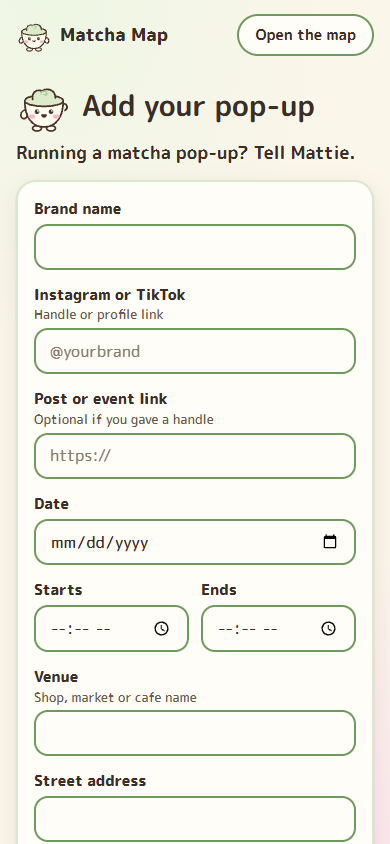 Matcha Map
Open the map
Add your pop-up
Running a matcha pop-up? Tell Mattie.
Brand name
Instagram or TikTok
Handle or profile link
@yourbrand
Post or event link
Optional if you gave a handle
https://
Date
mm/dd/yyyy
Starts
Ends
--:-- --
--:-- --
Venue
Shop, market or cafe name
Street address